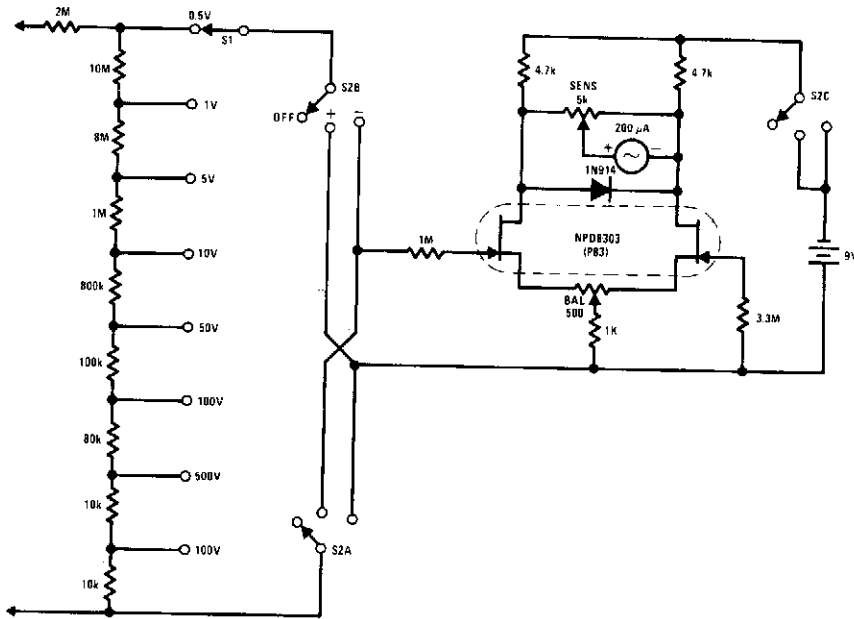 2M
0.5V
S1
10M
1V
8M
5V
1M
10V
800k
50V
100k
100V
80k
500V
10k
100V
10k
S2B
OFF
+
−
S2A
1M
4.7k
4.7k
SENS
5k
200 µA
+
−
1N914
NPD8303
(P83)
BAL
500
1K
3.3M
S2C
9V